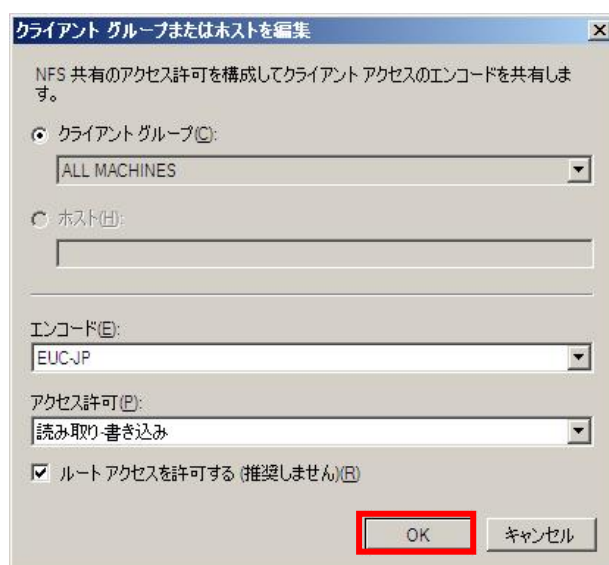 クライアント グループまたはホストを編集
NFS 共有のアクセス許可を構成してクライアント アクセスのエンコードを共有しま
す。
クライアント グループ(C):
ALL MACHINES
ホスト(H):
エンコード(E):
EUC-JP
アクセス許可(P):
読み取り-書き込み
ルート アクセスを許可する (推奨しません)(R)
OK キャンセル